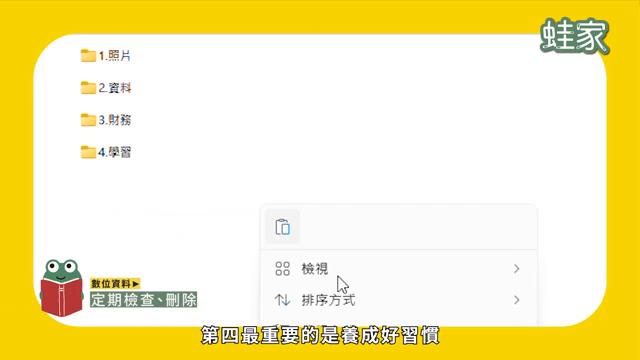 蛙家
1.照片
2.資料
3.財務
4.學習
檢視
排序方式
數位資料▶
定期檢查、刪除
第四最重要的是養成好習慣